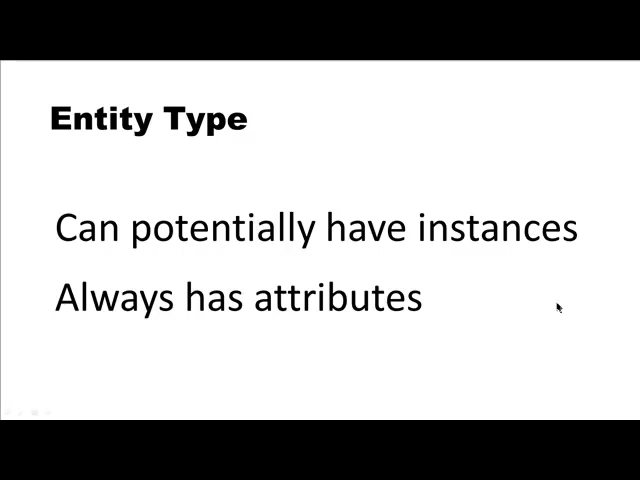 Entity Type
Can potentially have instances
Always has attributes